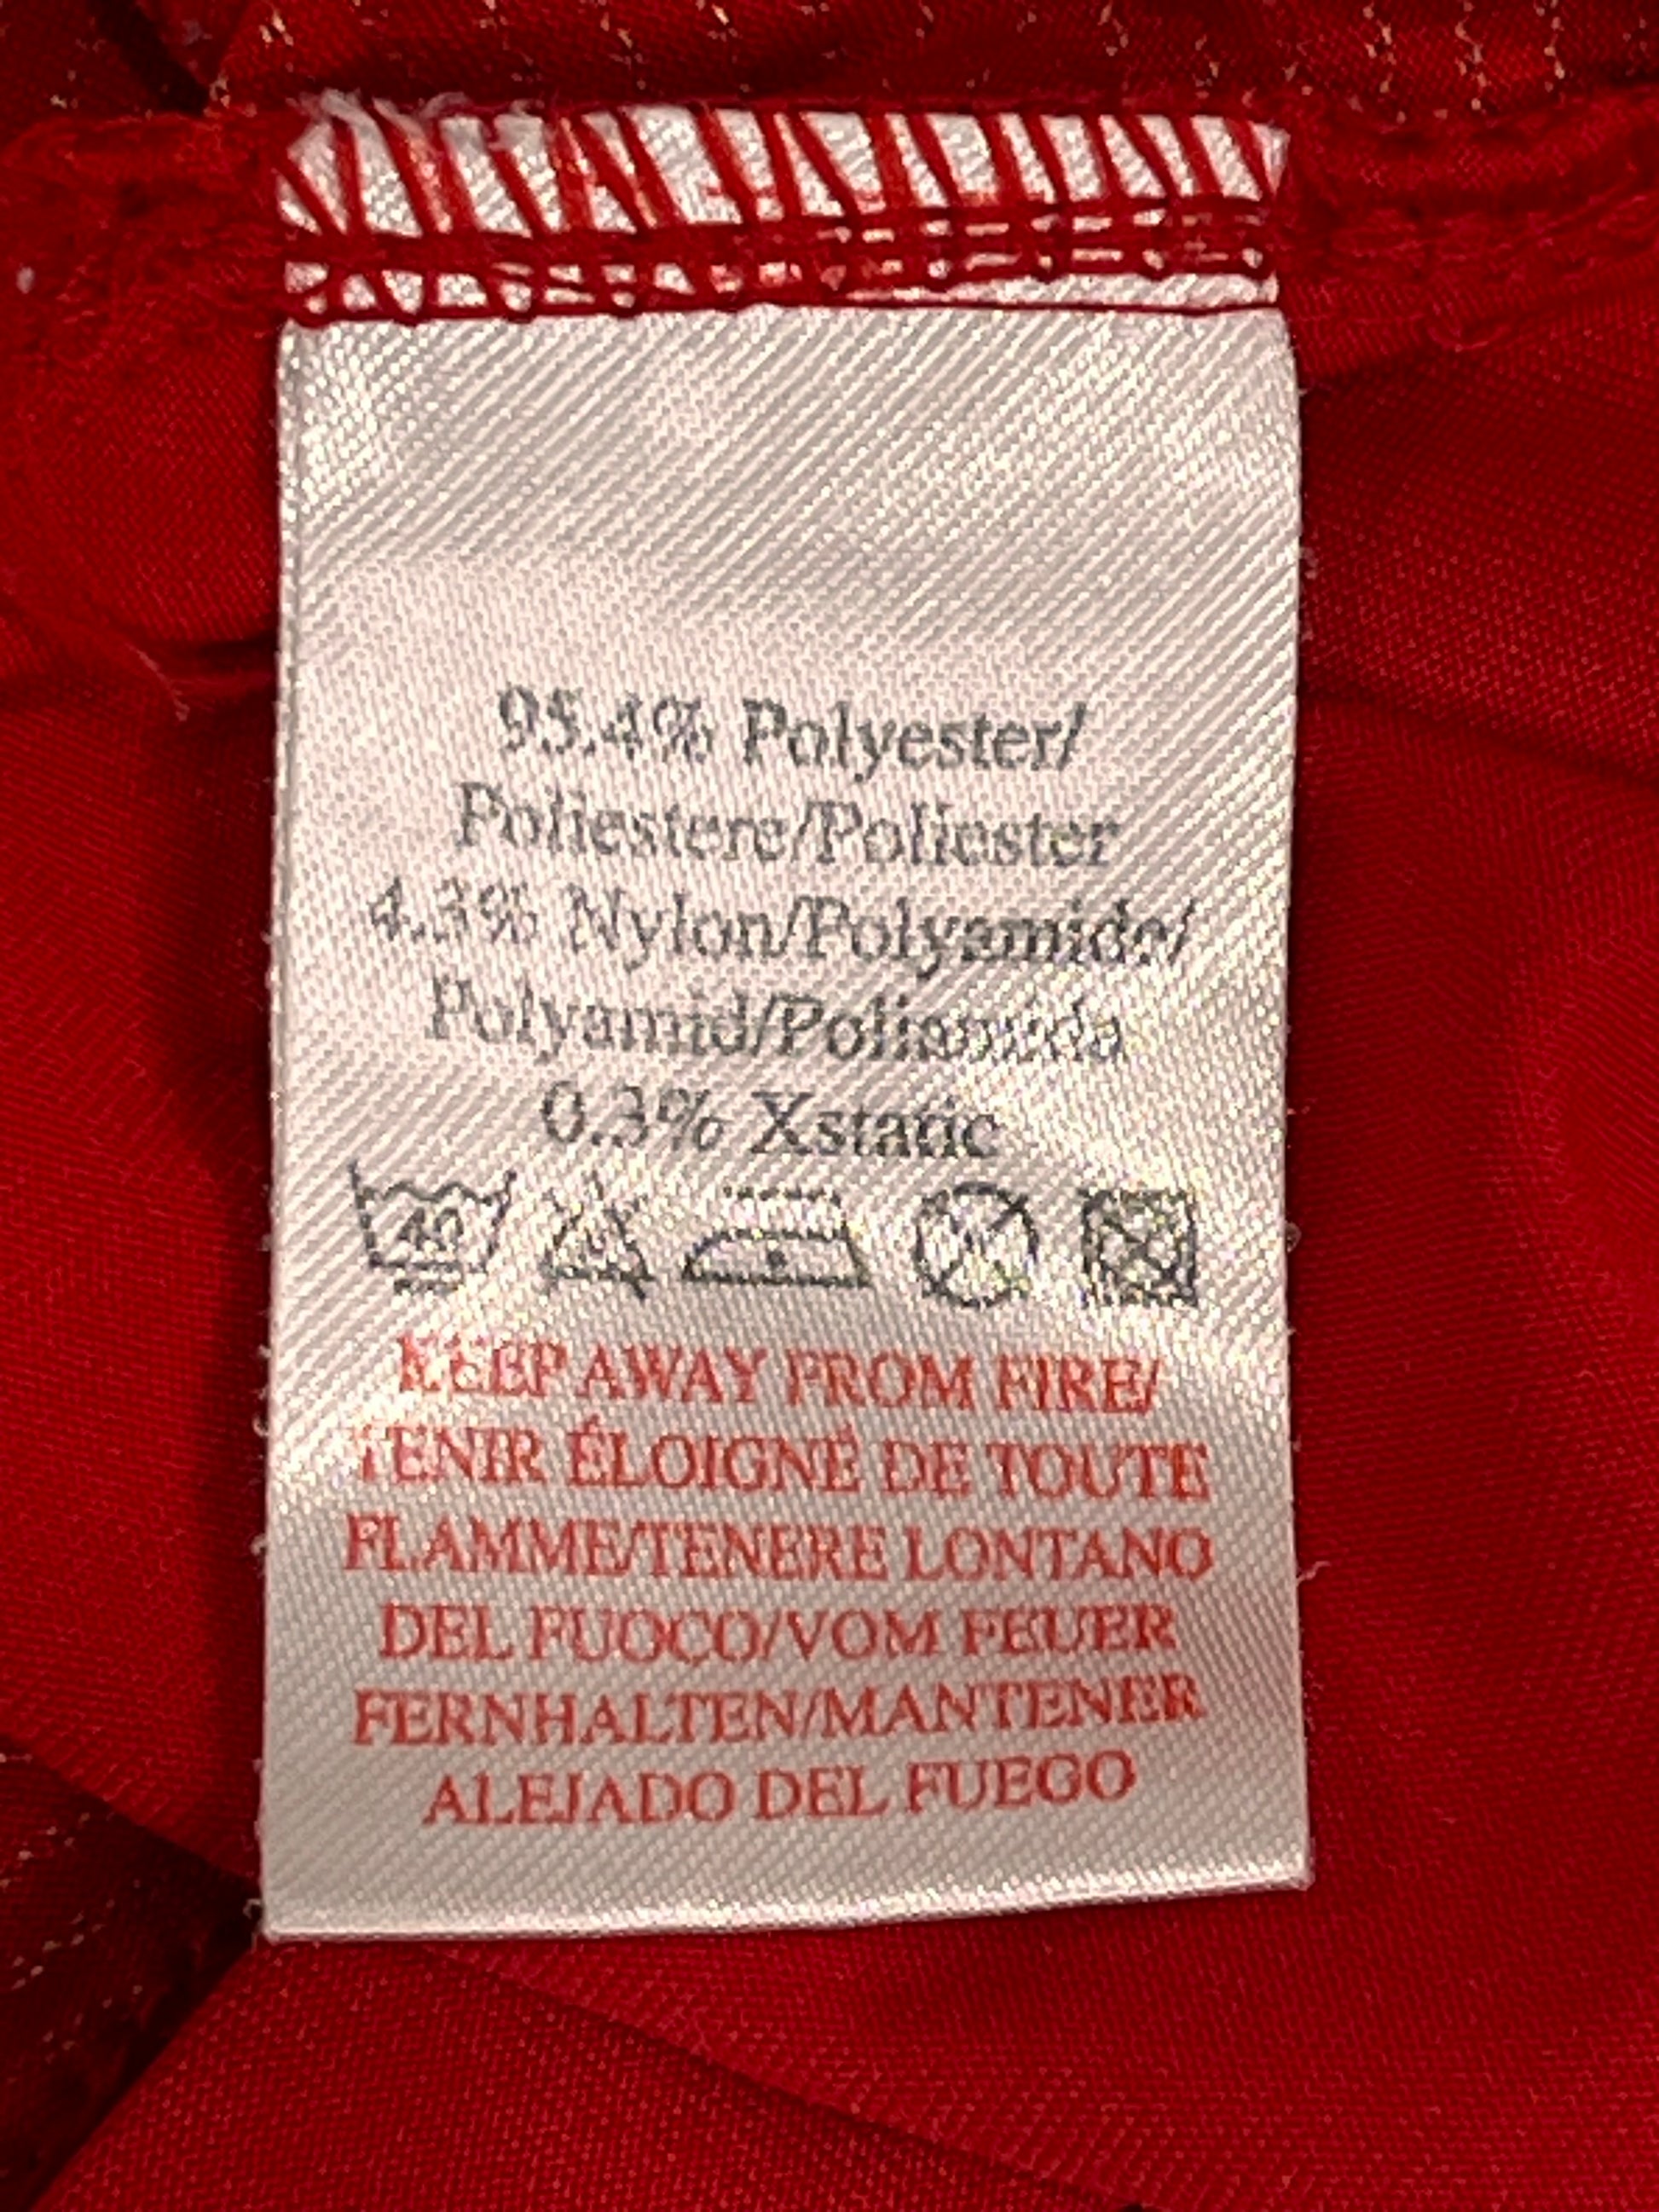 95.4% Polyester/
Poliestere/Poliester
4.3% Nylon/Polyamide/
Polyamid/Poliamida
0.3% Xstatic
40
KEEP AWAY FROM FIRE/
TENIR ÉLOIGNÉ DE TOUTE
FLAMME/TENERE LONTANO
DEL FUOCO/VOM FEUER
FERNHALTEN/MANTENER
ALEJADO DEL FUEGO